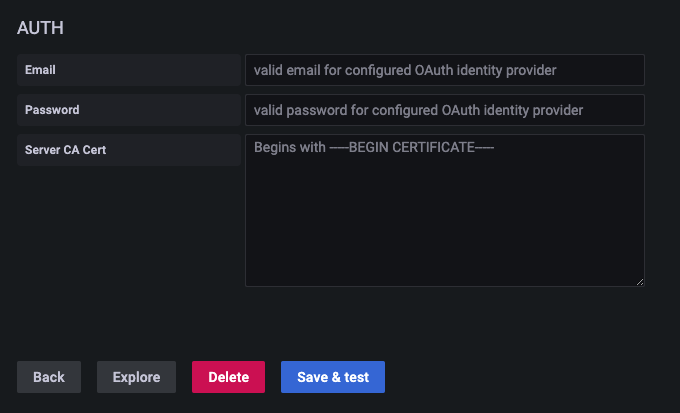 AUTH
Email
valid email for configured OAuth identity provider
Password
valid password for configured OAuth identity provider
Server CA Cert
Begins with -----BEGIN CERTIFICATE-----
Back
Explore
Delete
Save & test